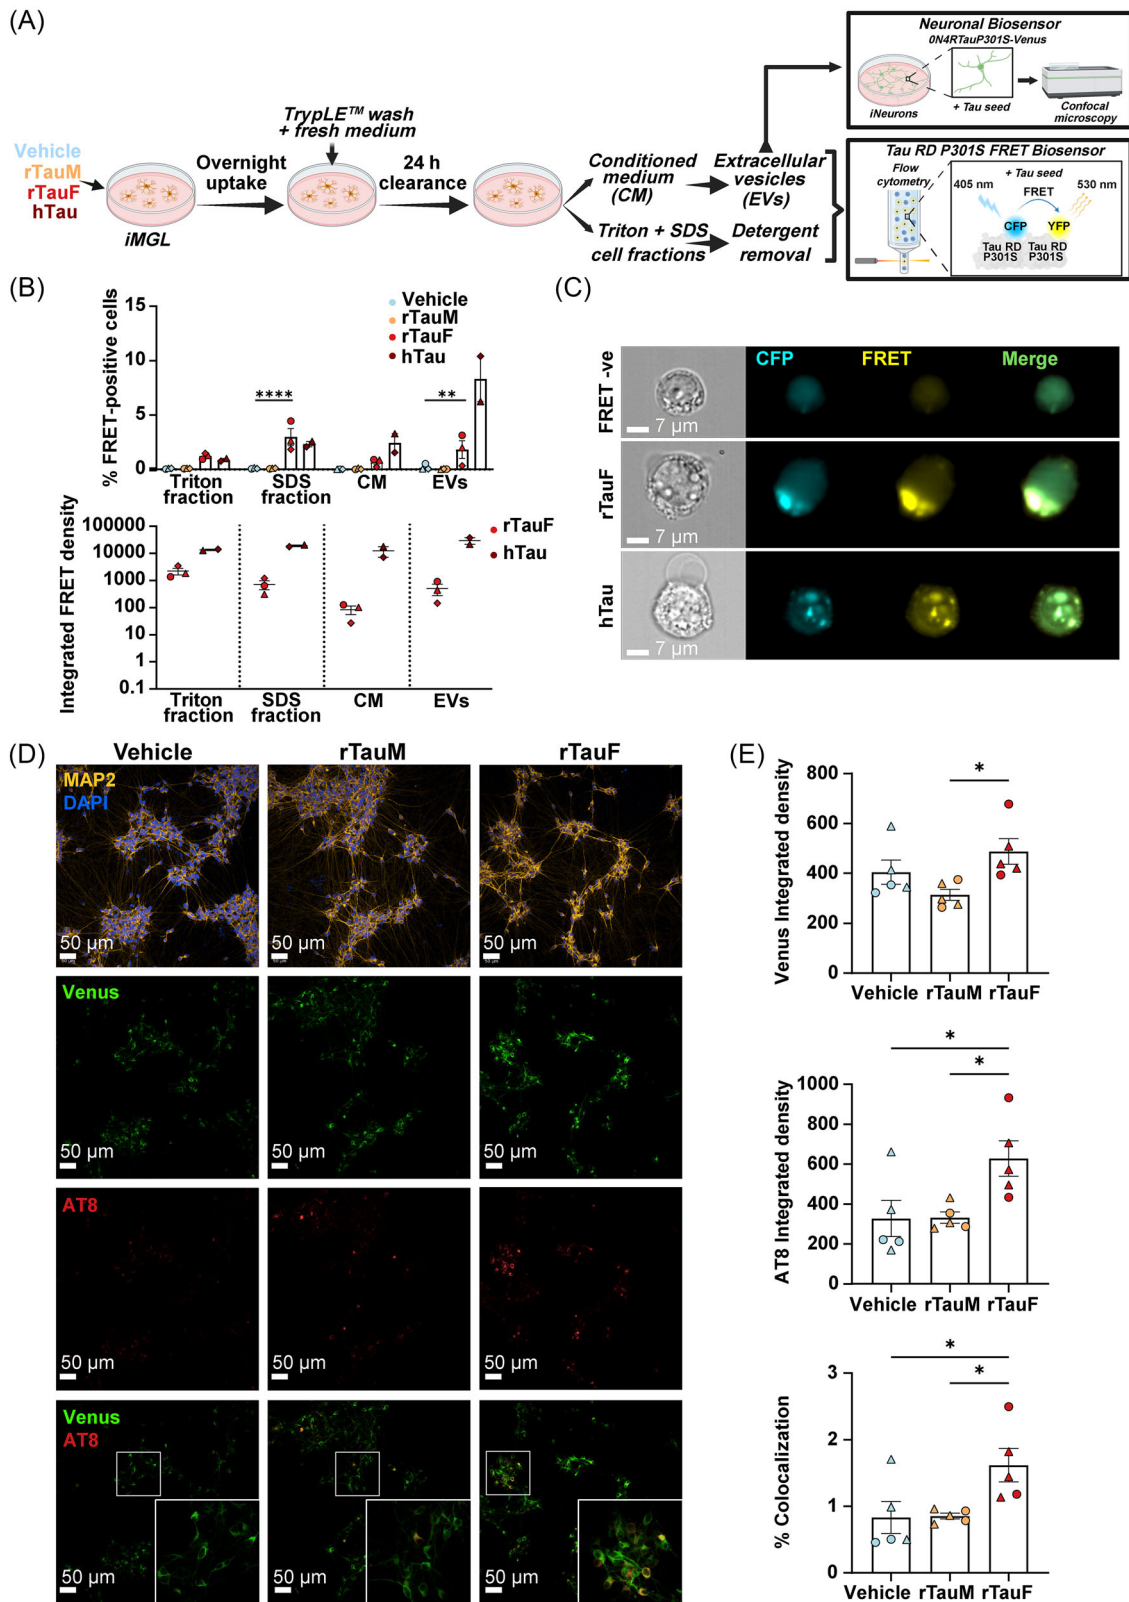 (A)
Vehicle
rTauM
rTauF
hTau
iMGL
Overnight
uptake
TrypLE™ wash
+ fresh medium
24 h
clearance
Conditioned
medium (CM)
Extracellular
vesicles
(EVs)
Triton + SDS
cell fractions
Detergent
removal
Neuronal Biosensor
0N4RTauP301S-Venus
iNeurons
+ Tau seed
Confocal
microscopy
Tau RD P301S FRET Biosensor
Flow
cytometry
+ Tau seed
405 nm
FRET
530 nm
CFP
YFP
Tau RD
P301S
Tau RD
P301S
(B)
% FRET-positive cells
15
10
5
0
Vehicle
rTauM
rTauF
hTau
****
**
Triton
fraction
SDS
fraction
CM
EVs
Integrated FRET density
100000
10000
1000
100
10
1
0.1
rTauF
hTau
Triton
fraction
SDS
fraction
CM
EVs
(C)
FRET -ve
CFP
FRET
Merge
7 µm
rTauF
7 µm
hTau
7 µm
(D)
Vehicle
rTauM
rTauF
MAP2
DAPI
50 µm
50 µm
50 µm
Venus
50 µm
50 µm
50 µm
AT8
50 µm
50 µm
50 µm
Venus
AT8
50 µm
50 µm
50 µm
(E)
Venus Integrated density
800
600
400
200
0
*
Vehicle
rTauM
rTauF
AT8 Integrated density
1000
800
600
400
200
0
*
*
Vehicle
rTauM
rTauF
% Colocalization
3
2
1
0
*
*
Vehicle
rTauM
rTauF